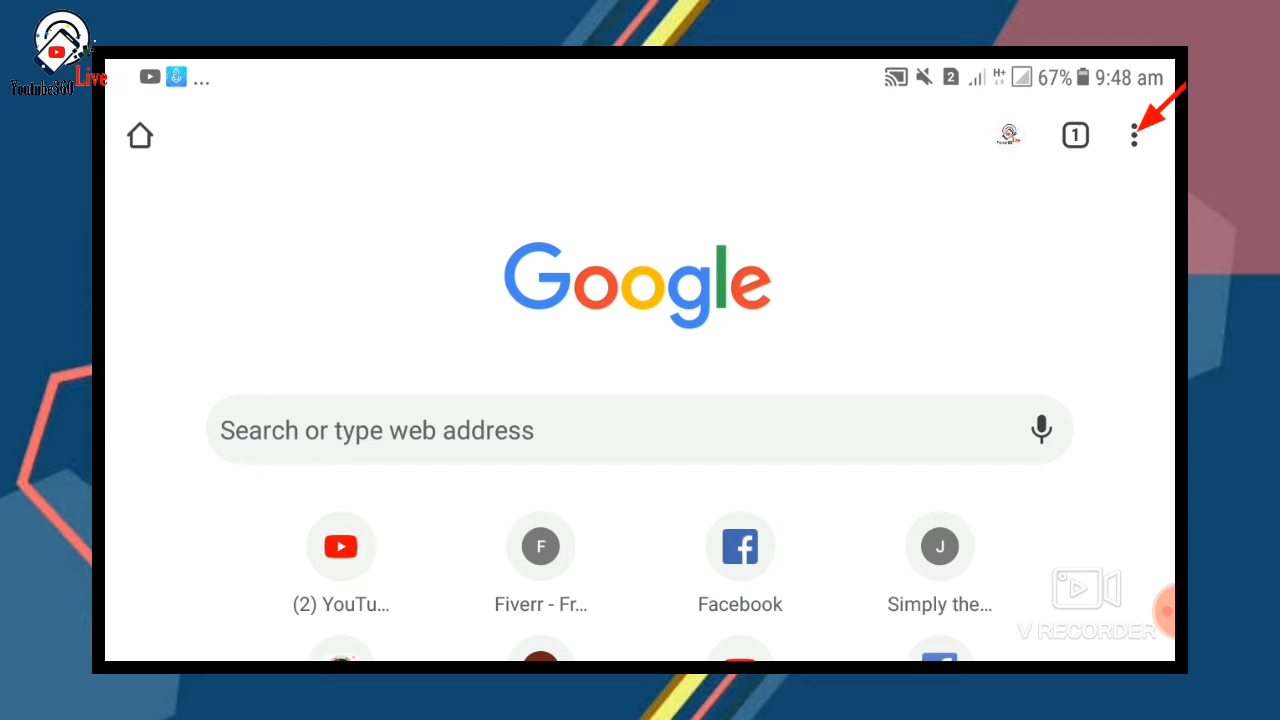 Youtube360 Live
...
2 H+ 67% 9:48 am
1
Google
Search or type web address
F
J
(2) YouTu...
Fiverr - Fr...
Facebook
Simply the...
V RECORDER